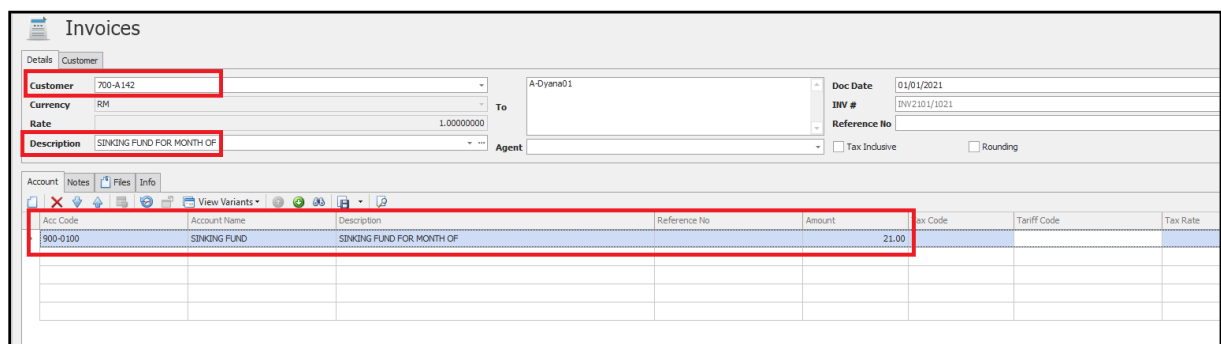 Invoices
Details Customer
Customer 700-A142 A-Dyana01 Doc Date 01/01/2021
Currency RM To INV # INV2101/1021
Rate 1.00000000 Reference No
Description SINKING FUND FOR MONTH OF Agent Tax Inclusive Rounding
Account Notes Files Info
View Variants
Acc Code Account Name Description Reference No Amount Tax Code Tariff Code Tax Rate
900-0100 SINKING FUND SINKING FUND FOR MONTH OF 21.00